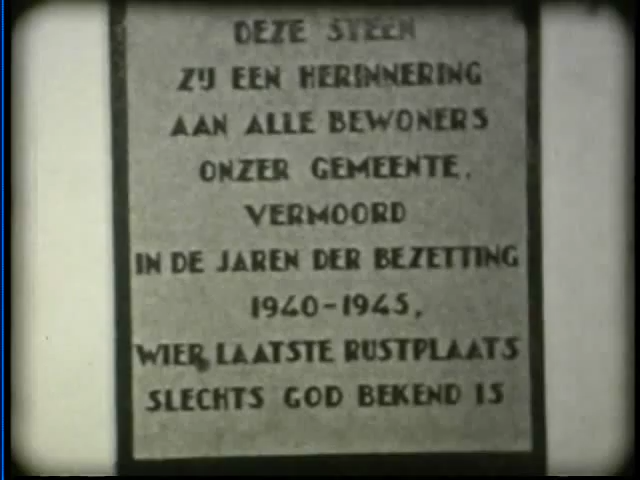 DEZE STEEN
ZIJ EEN HERINNERING
AAN ALLE BEWONERS
ONZER GEMEENTE,
VERMOORD
IN DE JAREN DER BEZETTING
1940-1945,
WIER LAATSTE RUSTPLAATS
SLECHTS GOD BEKEND IS